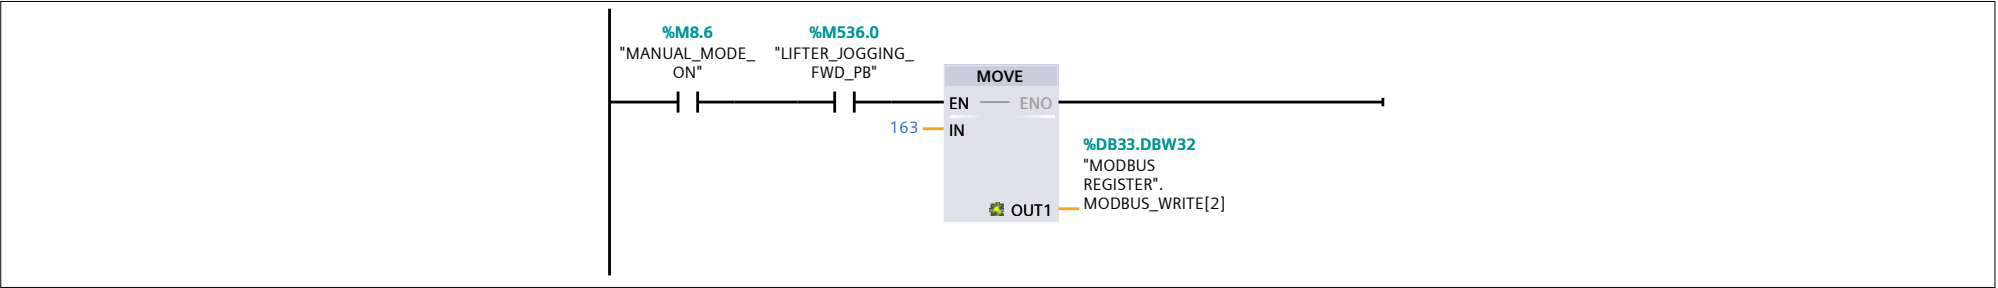 %M8.6
"MANUAL_MODE_
ON"
%M536.0
"LIFTER_JOGGING_
FWD_PB"
MOVE
EN
ENO
163
IN
OUT1
%DB33.DBW32
"MODBUS
REGISTER".
MODBUS_WRITE[2]